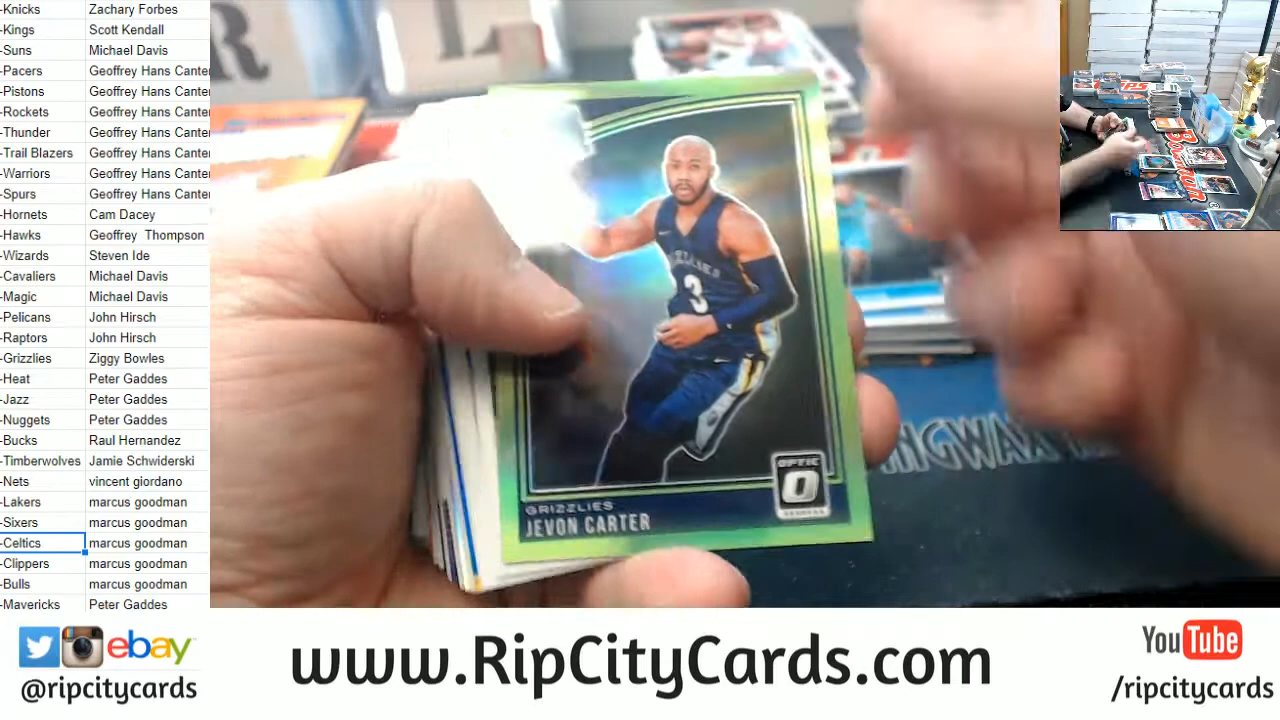 -Knicks Zachary Forbes
-Kings Scott Kendall
-Suns Michael Davis
-Pacers Geoffrey Hans Canter
-Pistons Geoffrey Hans Canter
-Rockets Geoffrey Hans Canter
-Thunder Geoffrey Hans Canter
-Trail Blazers Geoffrey Hans Canter
-Warriors Geoffrey Hans Canter
-Spurs Geoffrey Hans Canter
-Hornets Cam Dacey
-Hawks Geoffrey Thompson
-Wizards Steven Ide
-Cavaliers Michael Davis
-Magic Michael Davis
-Pelicans John Hirsch
-Raptors John Hirsch
-Grizzlies Ziggy Bowles
-Heat Peter Gaddes
-Jazz Peter Gaddes
-Nuggets Peter Gaddes
-Bucks Raul Hernandez
-Timberwolves Jamie Schwiderski
-Nets vincent giordano
-Lakers marcus goodman
-Sixers marcus goodman
-Celtics marcus goodman
-Clippers marcus goodman
-Bulls marcus goodman
-Mavericks Peter Gaddes
3
OPTIC
GRIZZLIES
JEVON CARTER
BOWMAN
ebay
@ripcitycards
www.RipCityCards.com
YouTube
/ripcitycards